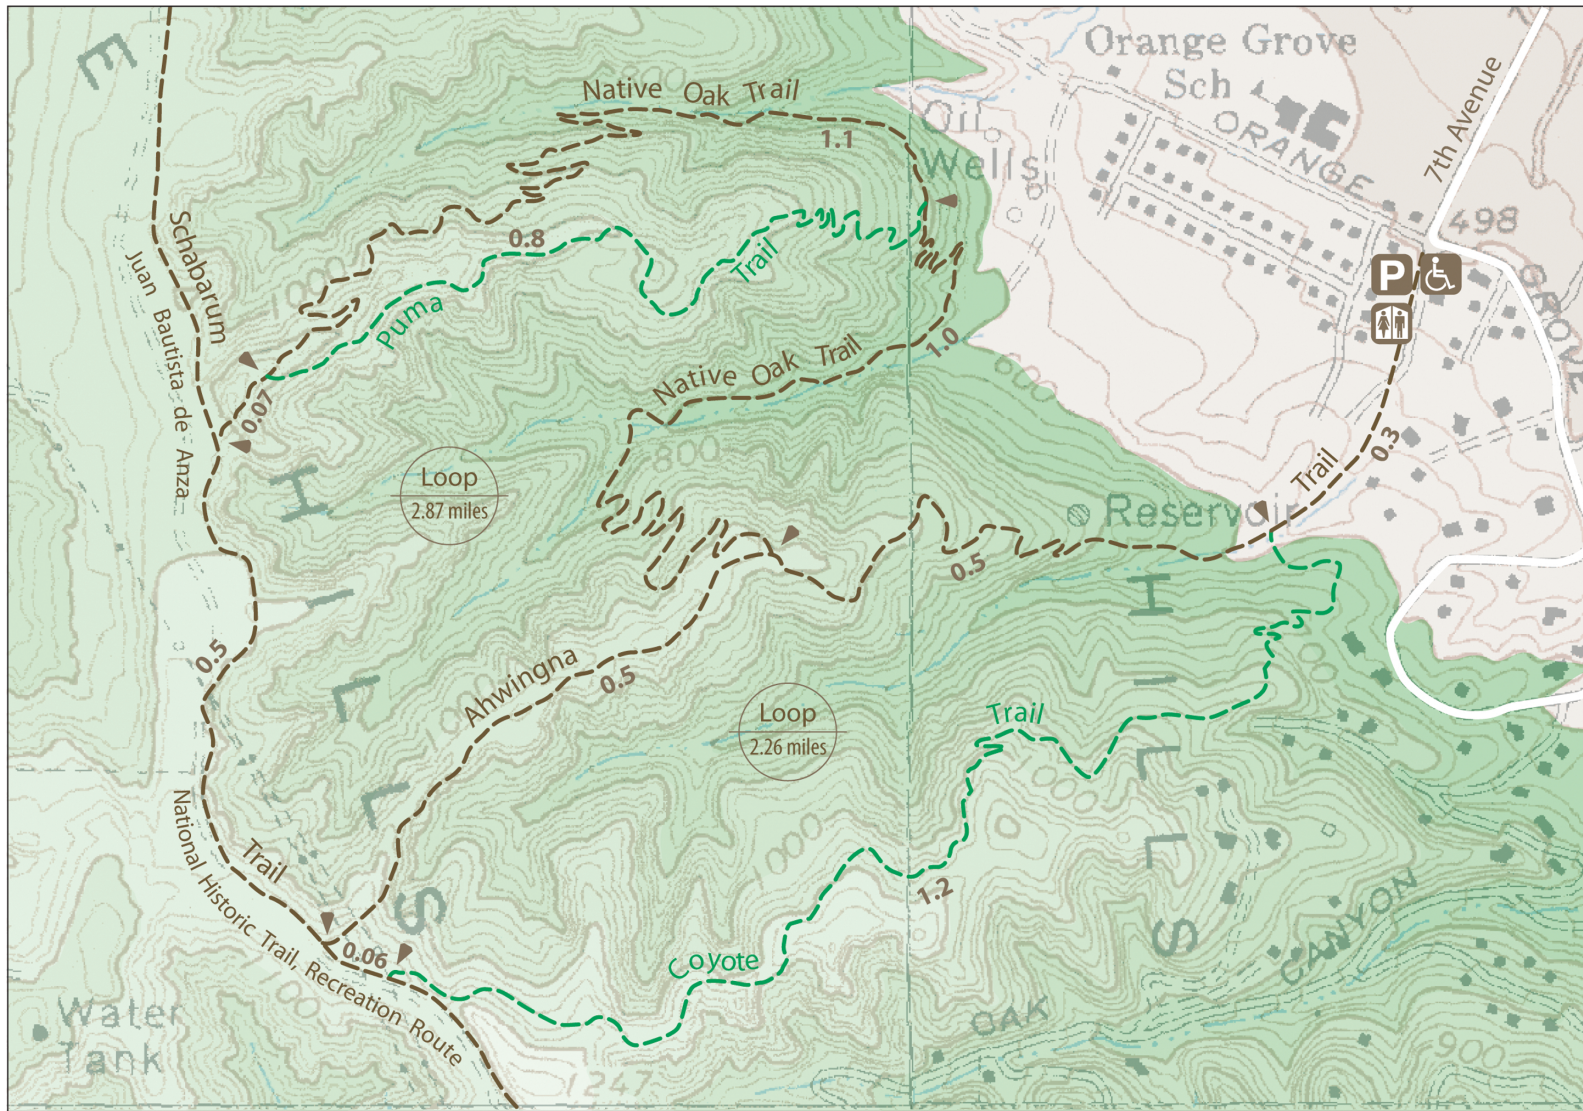 E
Native Oak Trail
1.1
Orange Grove
Sch
ORANGE
7th Avenue
Oil
Wells
498
GROVE
P
Schabarum
Juan Bautista de Anza
0.8
Puma
Trail
0.07
Native Oak Trail
1.0
Trail
0.3
Loop
2.87 miles
Reservoir
0.5
HILLS
HILLS
0.5
Ahwingna
0.5
Loop
2.26 miles
Trail
Trail
National Historic Trail, Recreation Route
0.06
1.2
Coyote
OAK
CANYON
Water
Tank
1247
900